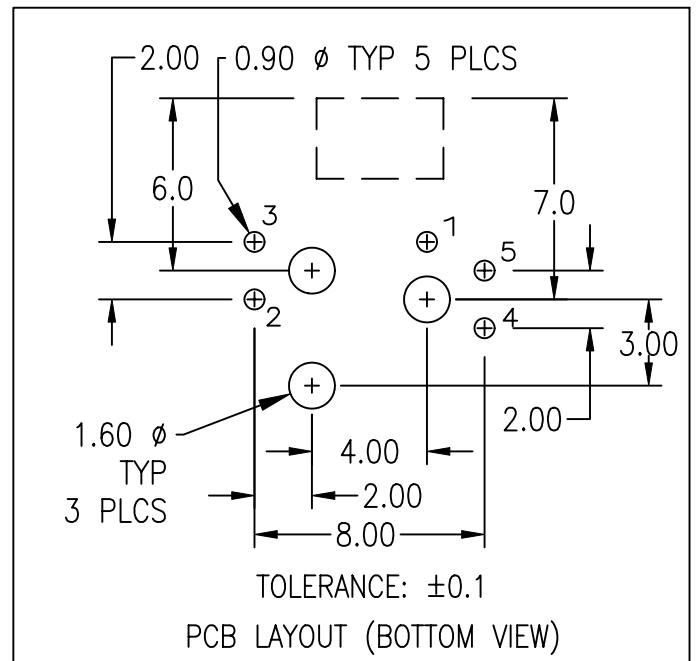 2.00
0.90 ø TYP 5 PLCS
6.0
7.0
3
1
5
2
4
3.00
2.00
1.60 ø
TYP
3 PLCS
4.00
2.00
8.00
TOLERANCE: ±0.1
PCB LAYOUT (BOTTOM VIEW)